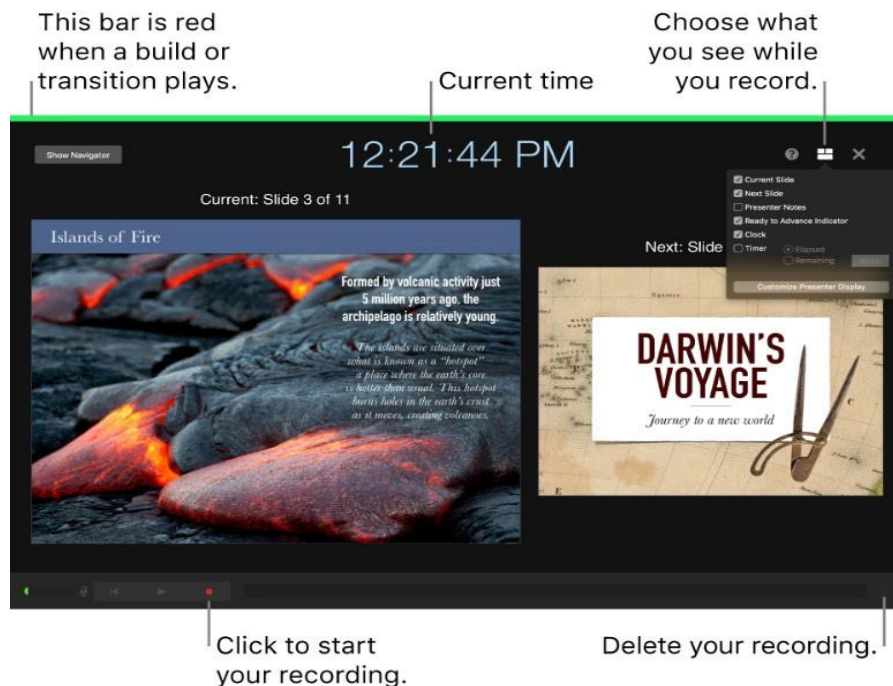 This bar is red
when a build or
transition plays.
Current time
Choose what
you see while
you record.
Show Navigator
12:21:44 PM
Current: Slide 3 of 11
Current Slide
Next Slide
Presenter Notes
Ready to Advance Indicator
Clock
Timer
Elapsed
Remaining
00:00
Customize Presenter Display
Islands of Fire
Formed by volcanic activity just
5 million years ago, the
archipelago is relatively young.
The islands are situated over
what is known as a “hotspot”
a place where the earth's core
is hotter than usual. This hotspot
burns holes in the earth's crust
as it moves, creating volcanoes.
Next: Slide
DARWIN'S
VOYAGE
Journey to a new world
Click to start
your recording.
Delete your recording.